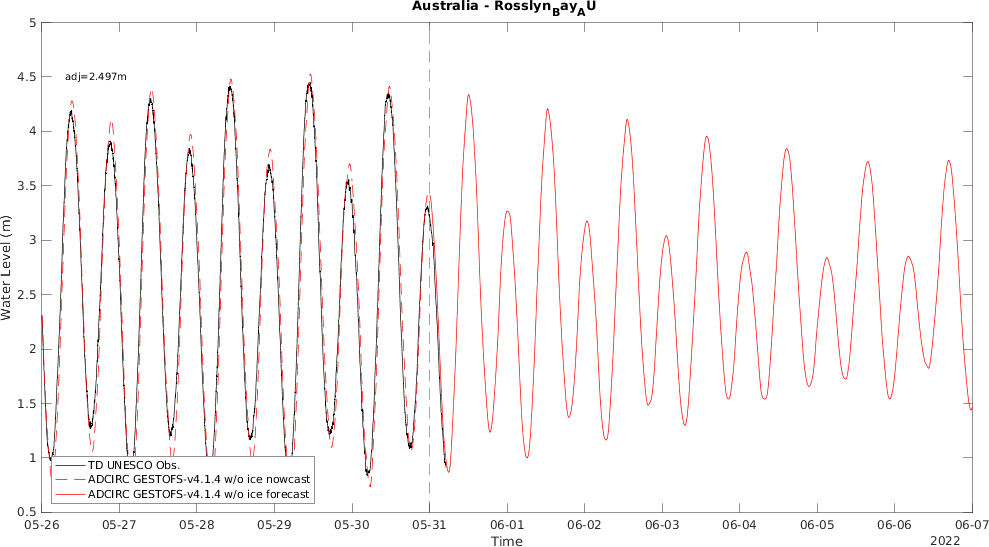 Australia - Rosslyn_Bay_AU
adj=2.497m
Water Level (m)
5
4.5
4
3.5
3
2.5
2
1.5
1
0.5
TD UNESCO Obs.
ADCIRC GESTOFS-v4.1.4 w/o ice nowcast
ADCIRC GESTOFS-v4.1.4 w/o ice forecast
05-26 05-27 05-28 05-29 05-30 05-31 06-01 06-02 06-03 06-04 06-05 06-06 06-07
Time
2022